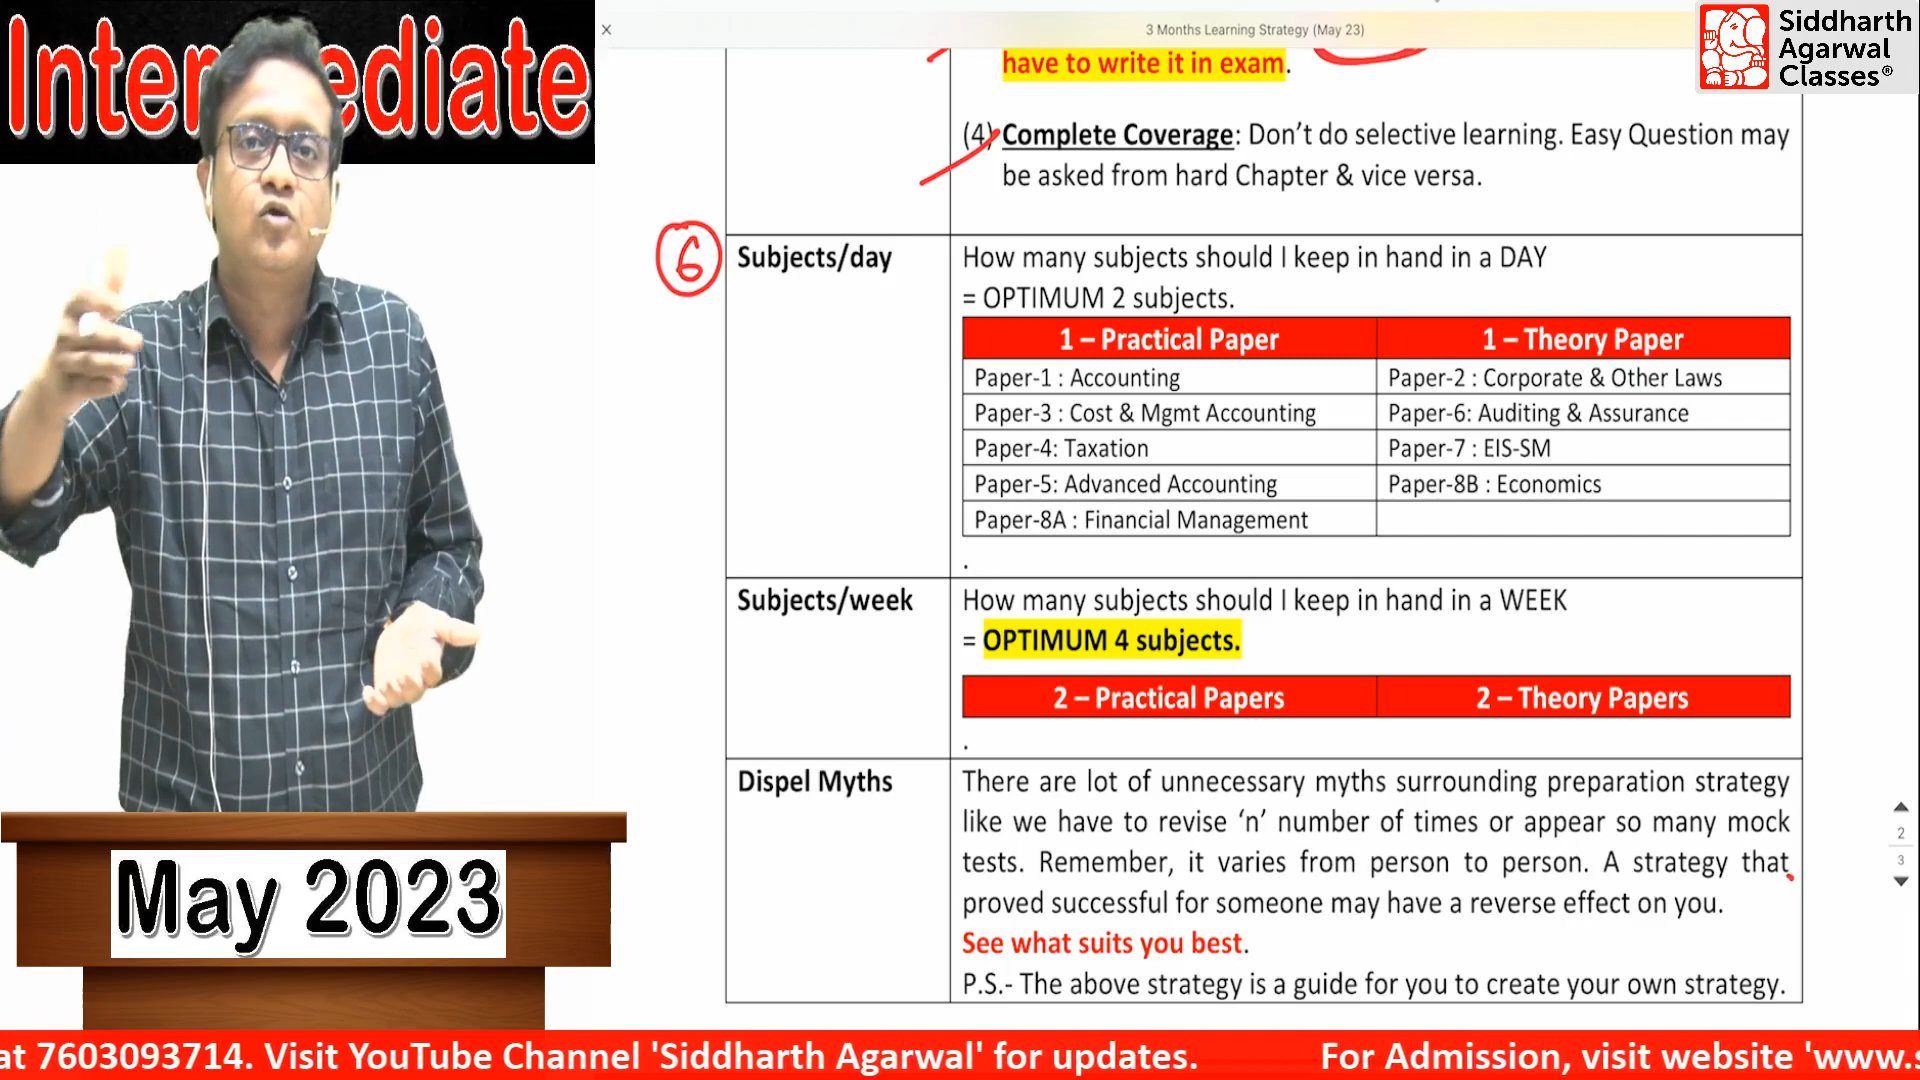 Intermediate
× 3 Months Learning Strategy (May 23)
Siddharth
Agarwal
Classes®
have to write it in exam.
(4) Complete Coverage: Don't do selective learning. Easy Question may
be asked from hard Chapter & vice versa.
6
Subjects/day How many subjects should I keep in hand in a DAY
= OPTIMUM 2 subjects.
1 – Practical Paper 1 – Theory Paper
Paper-1 : Accounting Paper-2 : Corporate & Other Laws
Paper-3 : Cost & Mgmt Accounting Paper-6: Auditing & Assurance
Paper-4: Taxation Paper-7 : EIS-SM
Paper-5: Advanced Accounting Paper-8B : Economics
Paper-8A : Financial Management
.
Subjects/week How many subjects should I keep in hand in a WEEK
= OPTIMUM 4 subjects.
2 – Practical Papers 2 – Theory Papers
.
Dispel Myths There are lot of unnecessary myths surrounding preparation strategy
like we have to revise ‘n’ number of times or appear so many mock
tests. Remember, it varies from person to person. A strategy that
proved successful for someone may have a reverse effect on you.
See what suits you best.
P.S.- The above strategy is a guide for you to create your own strategy.
2
3
May 2023
at 7603093714. Visit YouTube Channel 'Siddharth Agarwal' for updates. For Admission, visit website 'www.s